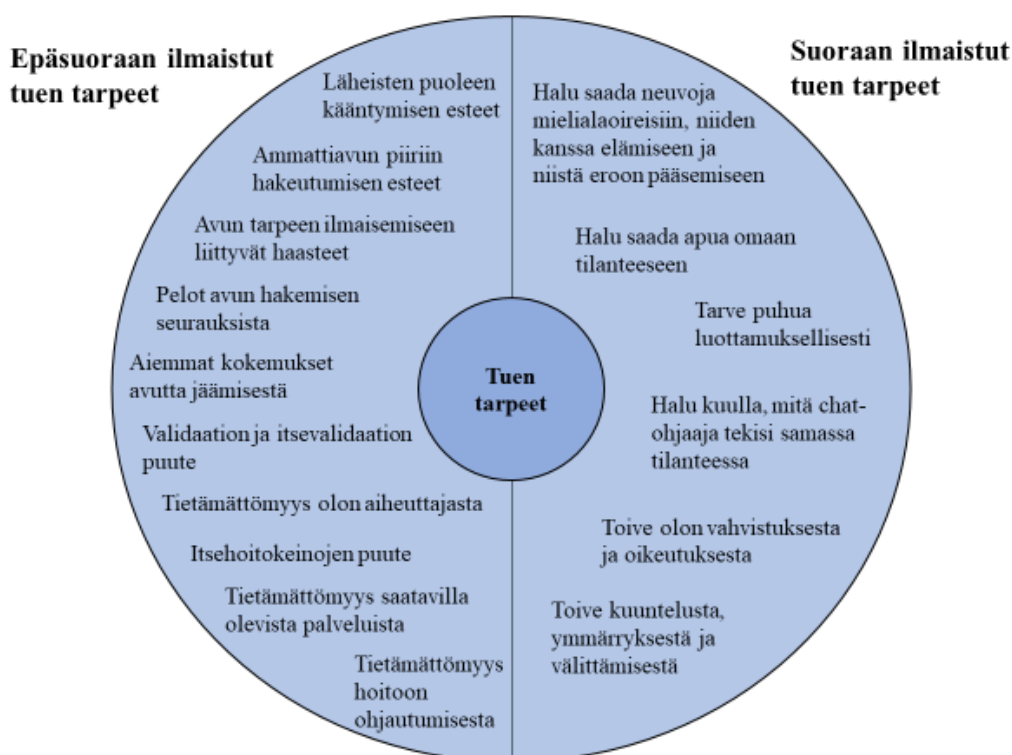 Epäsuoraan ilmaistut
tuen tarpeet
Läheisten puoleen
kääntymisen esteet
Ammattiavun piiriin
hakeutumisen esteet
Avun tarpeen ilmaisemiseen
liittyvät haasteet
Pelot avun hakemisen
seurauksista
Aiemmat kokemukset
avutta jäämisestä
Validaation ja itsevalidaation
puute
Tietämättömyys olon aiheuttajasta
Itsehoitokeinojen puute
Tietämättömyys saatavilla
olevista palveluista
Tietämättömyys
hoitoon
ohjautumisesta
Tuen
tarpeet
Suoraan ilmaistut
tuen tarpeet
Halu saada neuvoja
mielialaoireisiin, niiden
kanssa elämiseen ja
niistä eroon pääsemiseen
Halu saada apua omaan
tilanteeseen
Tarve puhua
luottamuksellisesti
Halu kuulla, mitä chat-
ohjaaja tekisi samassa
tilanteessa
Toive olon vahvistuksesta
ja oikeutuksesta
Toive kuuntelusta,
ymmärryksestä ja
välittämisestä